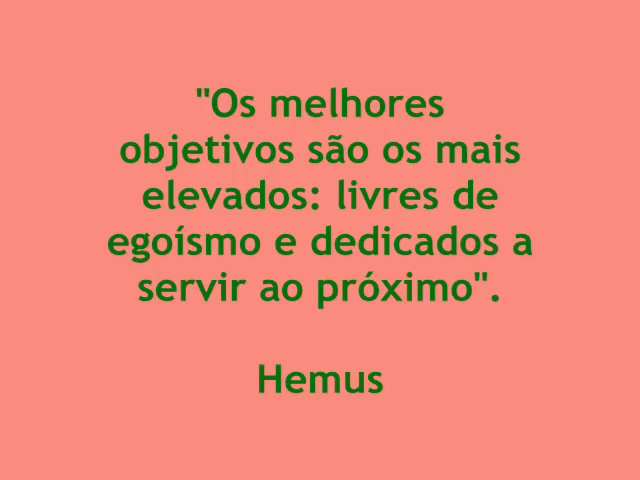 "Os melhores
objetivos são os mais
elevados: livres de
egoísmo e dedicados a
servir ao próximo".
Hemus